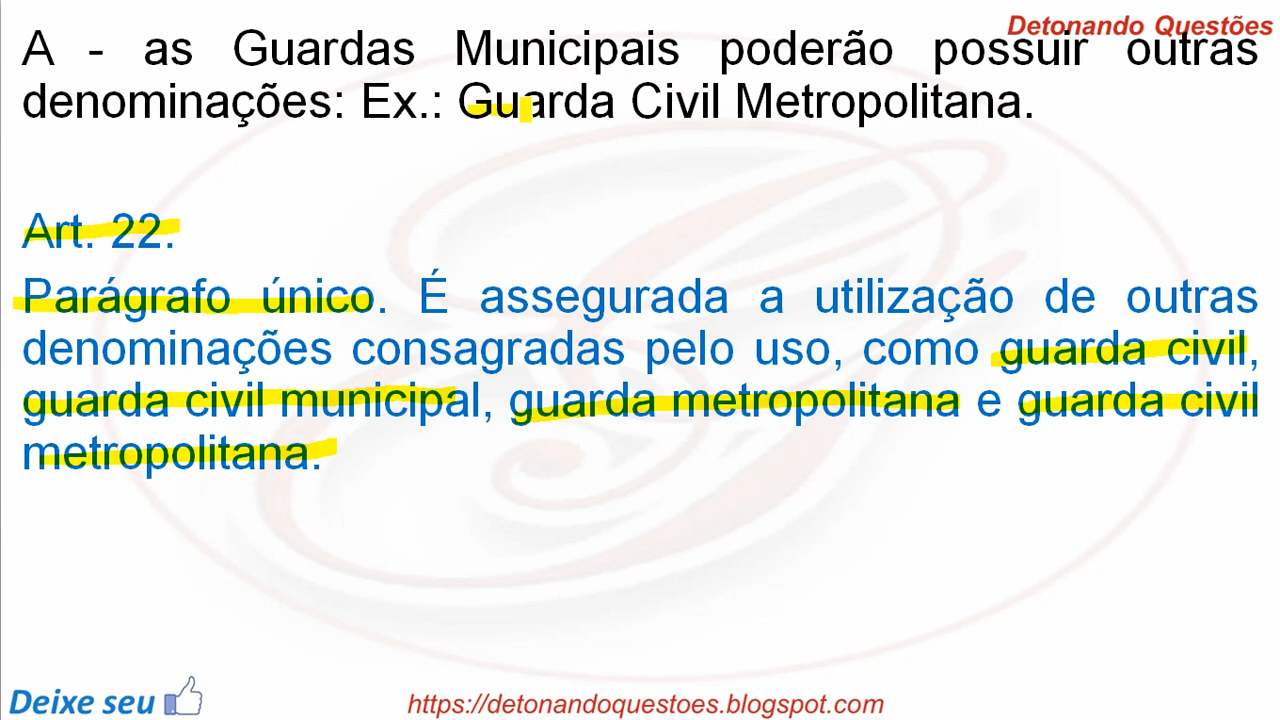 Detonando Questões
A - as Guardas Municipais poderão possuir outras
denominações: Ex.: Guarda Civil Metropolitana.
Art. 22.
Parágrafo único. É assegurada a utilização de outras
denominações consagradas pelo uso, como guarda civil,
guarda civil municipal, guarda metropolitana e guarda civil
metropolitana.
Deixe seu
https://detonandoquestoes.blogspot.com